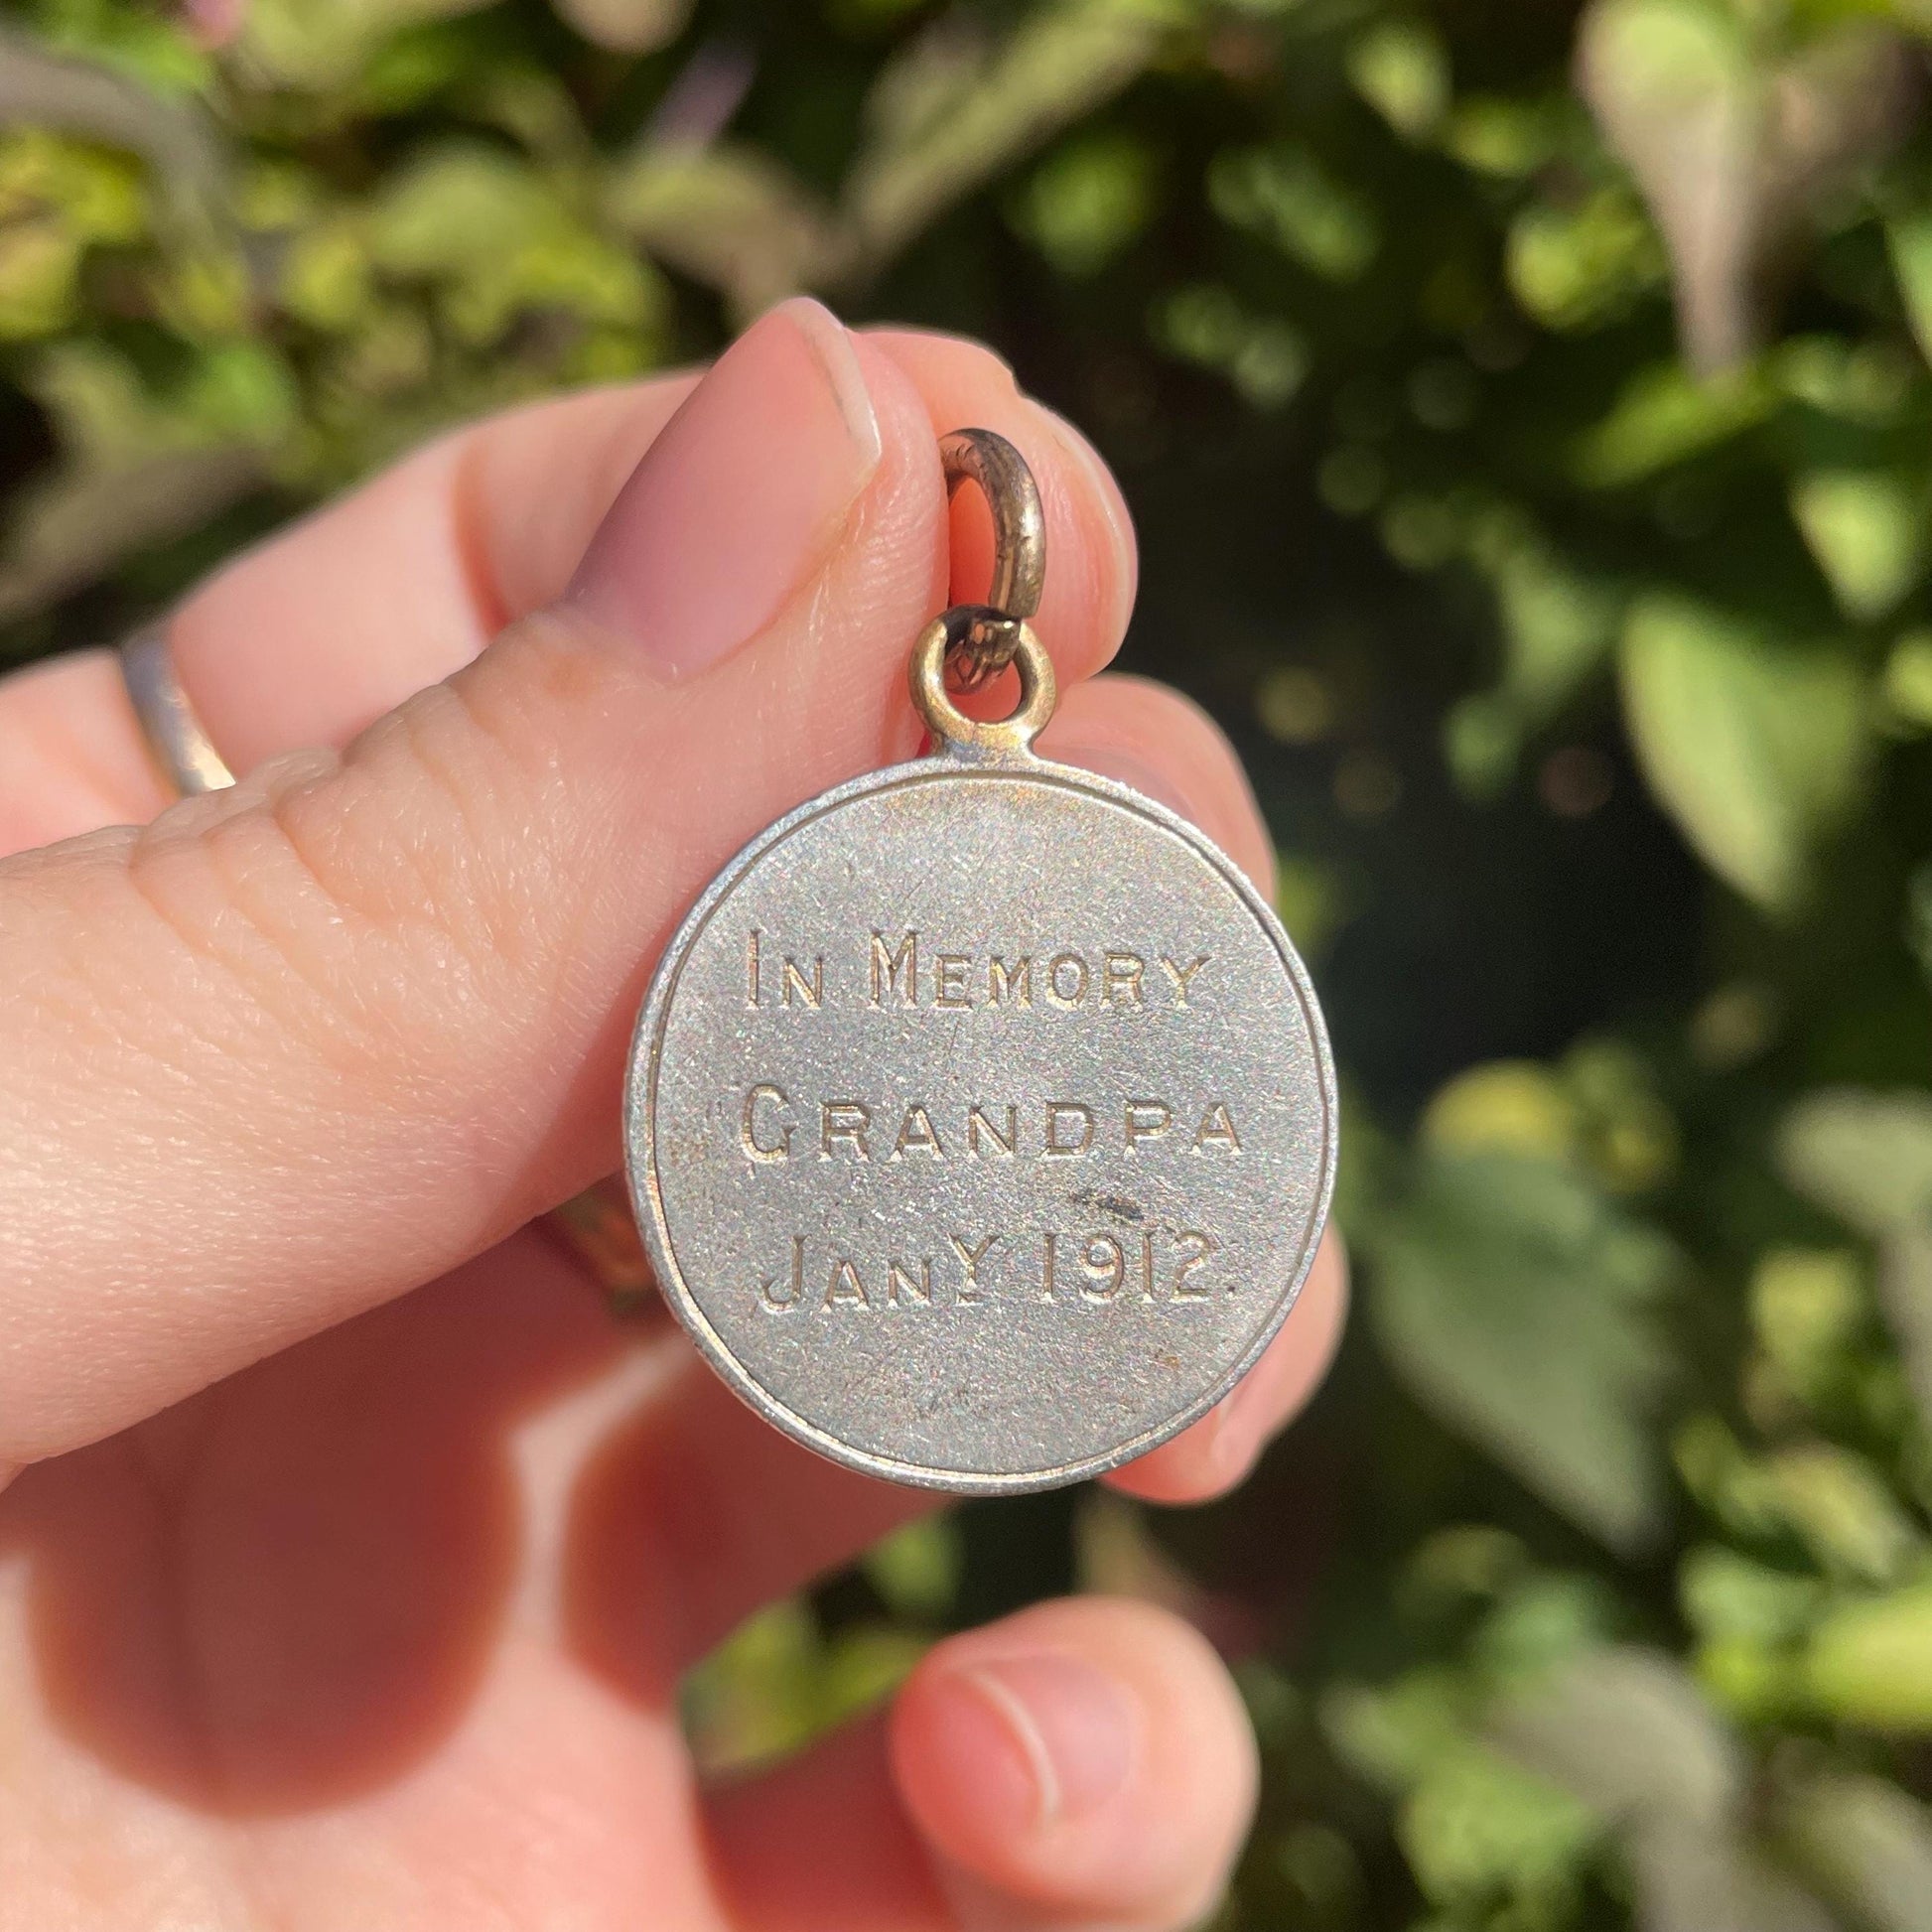 In Memory
Grandpa
JanY 1912.